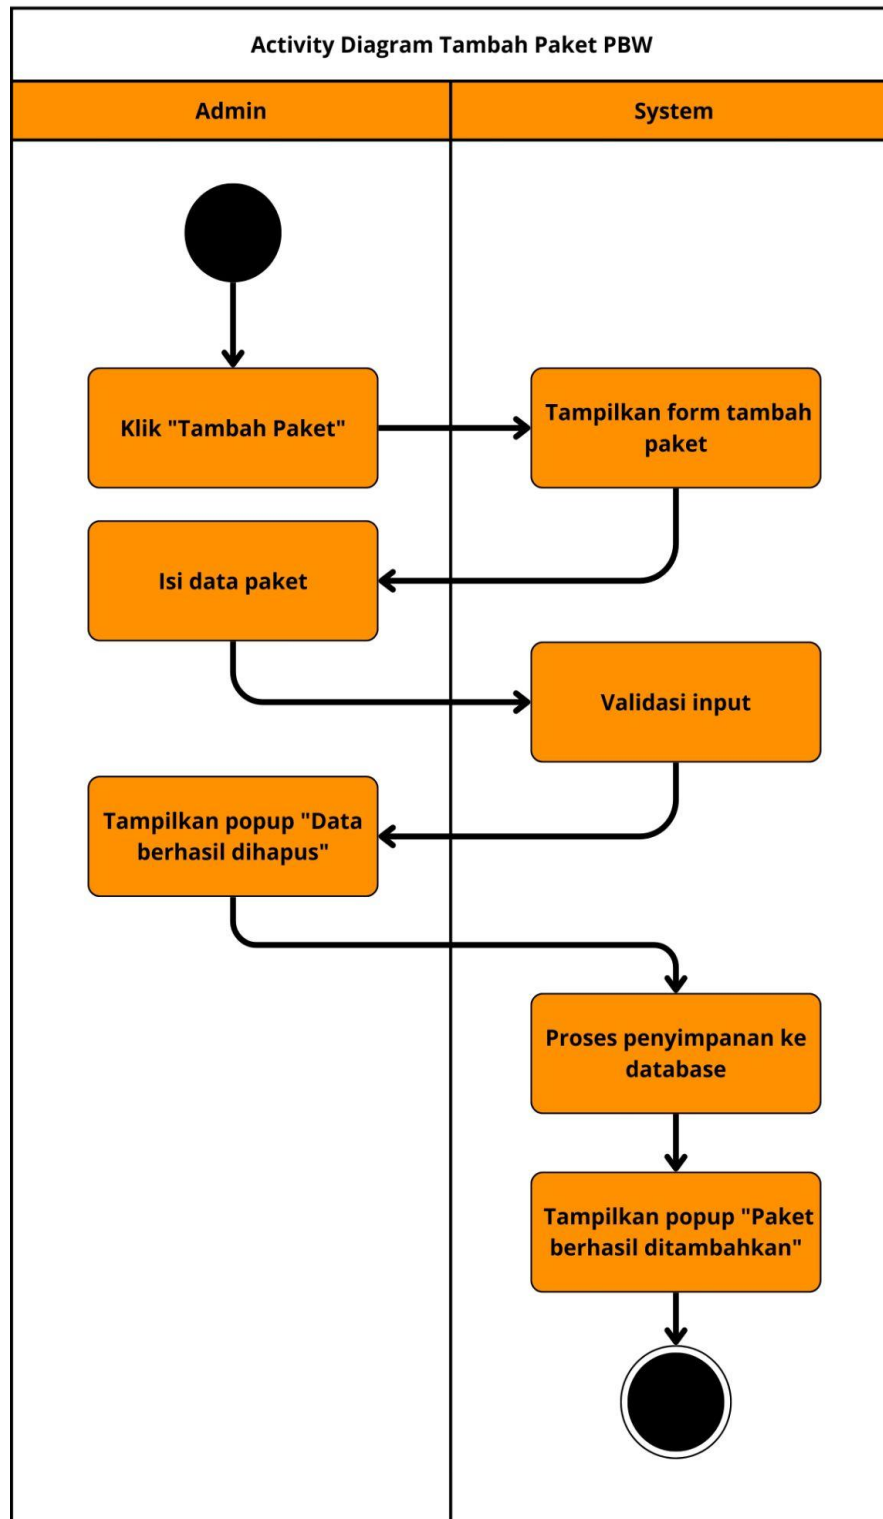 Activity Diagram Tambah Paket PBW
Admin
System
Klik "Tambah Paket"
Tampilkan form tambah
paket
Isi data paket
Validasi input
Tampilkan popup "Data
berhasil dihapus"
Proses penyimpanan ke
database
Tampilkan popup "Paket
berhasil ditambahkan"